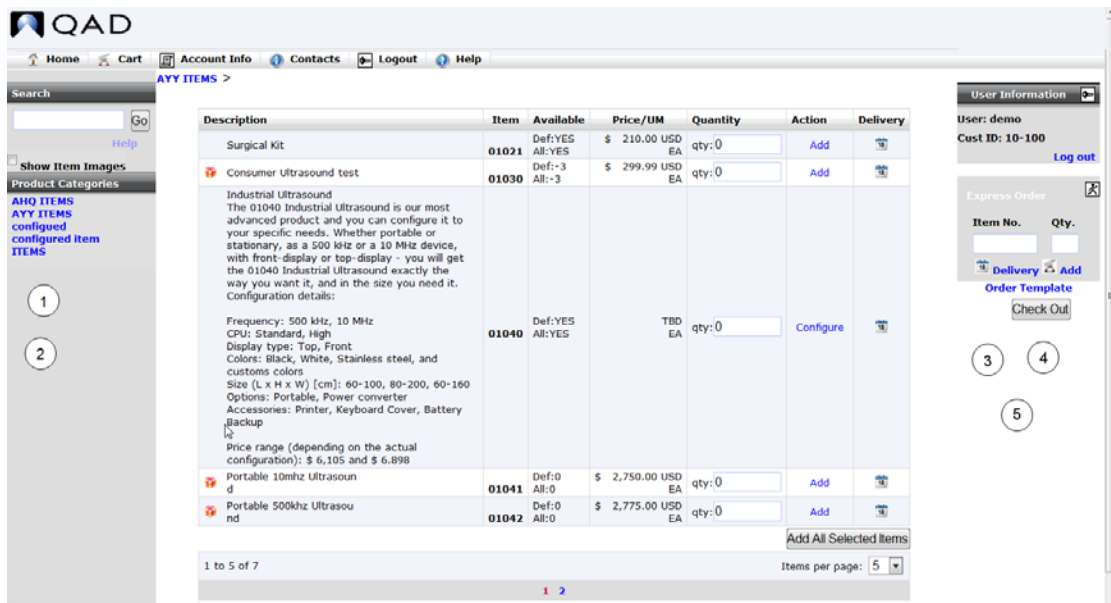 QAD
Home Cart Account Info Contacts Logout Help
AYY ITEMS >
Search
Go
Help
Show Item Images
Product Categories
AHQ ITEMS
AYY ITEMS
configued
configured item
ITEMS
1
2
Description Item Available Price/UM Quantity Action Delivery
Surgical Kit 01021 Def:YES All:YES $ 210.00 USD EA qty: 0 Add
Consumer Ultrasound test 01030 Def:-3 All:-3 $ 299.99 USD EA qty: 0 Add
Industrial Ultrasound
The 01040 Industrial Ultrasound is our most
advanced product and you can configure it to
your specific needs. Whether portable or
stationary, as a 500 kHz or a 10 MHz device,
with front-display or top-display - you will get
the 01040 Industrial Ultrasound exactly the
way you want it, and in the size you need it.
Configuration details:
Frequency: 500 kHz, 10 MHz
CPU: Standard, High
Display type: Top, Front
Colors: Black, White, Stainless steel, and
customs colors
Size (L x H x W) [cm]: 60-100, 80-200, 60-160
Options: Portable, Power converter
Accessories: Printer, Keyboard Cover, Battery
Backup
Price range (depending on the actual
configuration): $ 6,105 and $ 6.898
01040 Def:YES All:YES TBD EA qty: 0 Configure
Portable 10mhz Ultrasoun
d
01041 Def:0 All:0 $ 2,750.00 USD EA qty: 0 Add
Portable 500khz Ultrasou
nd
01042 Def:0 All:0 $ 2,775.00 USD EA qty: 0 Add
Add All Selected Items
1 to 5 of 7 Items per page: 5
1 2
User Information
User: demo
Cust ID: 10-100
Log out
Express Order
Item No. Qty.
Delivery Add
Order Template
Check Out
3
4
5